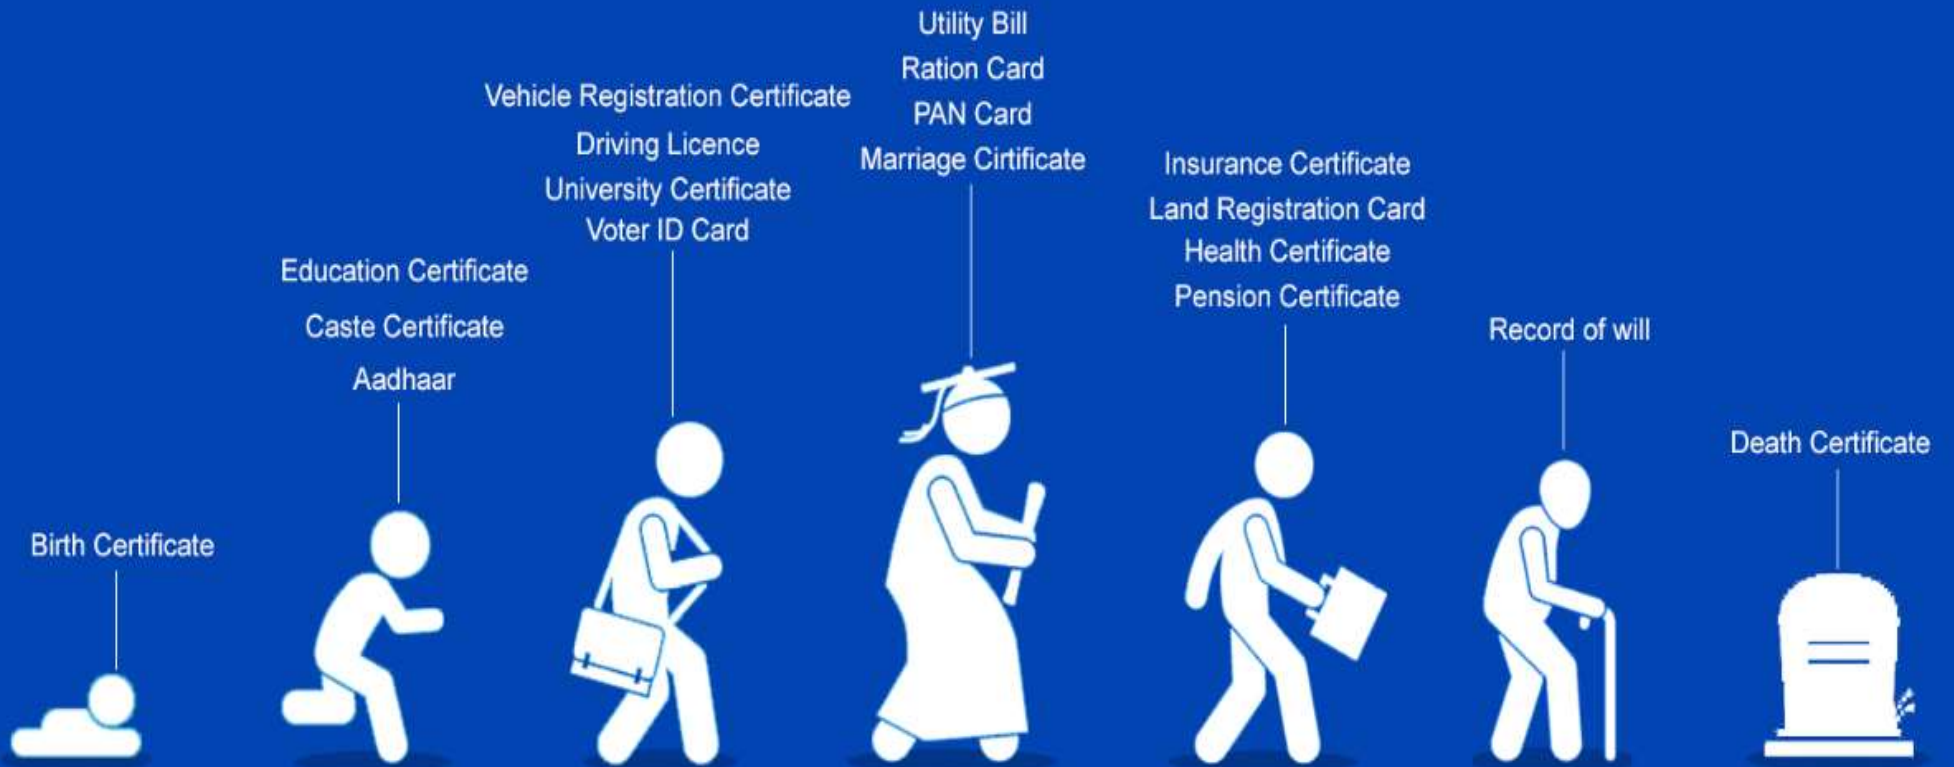 Birth Certificate
Education Certificate
Caste Certificate
Aadhaar
Vehicle Registration Certificate
Driving Licence
University Certificate
Voter ID Card
Utility Bill
Ration Card
PAN Card
Marriage Cirtificate
Insurance Certificate
Land Registration Card
Health Certificate
Pension Certificate
Record of will
Death Certificate